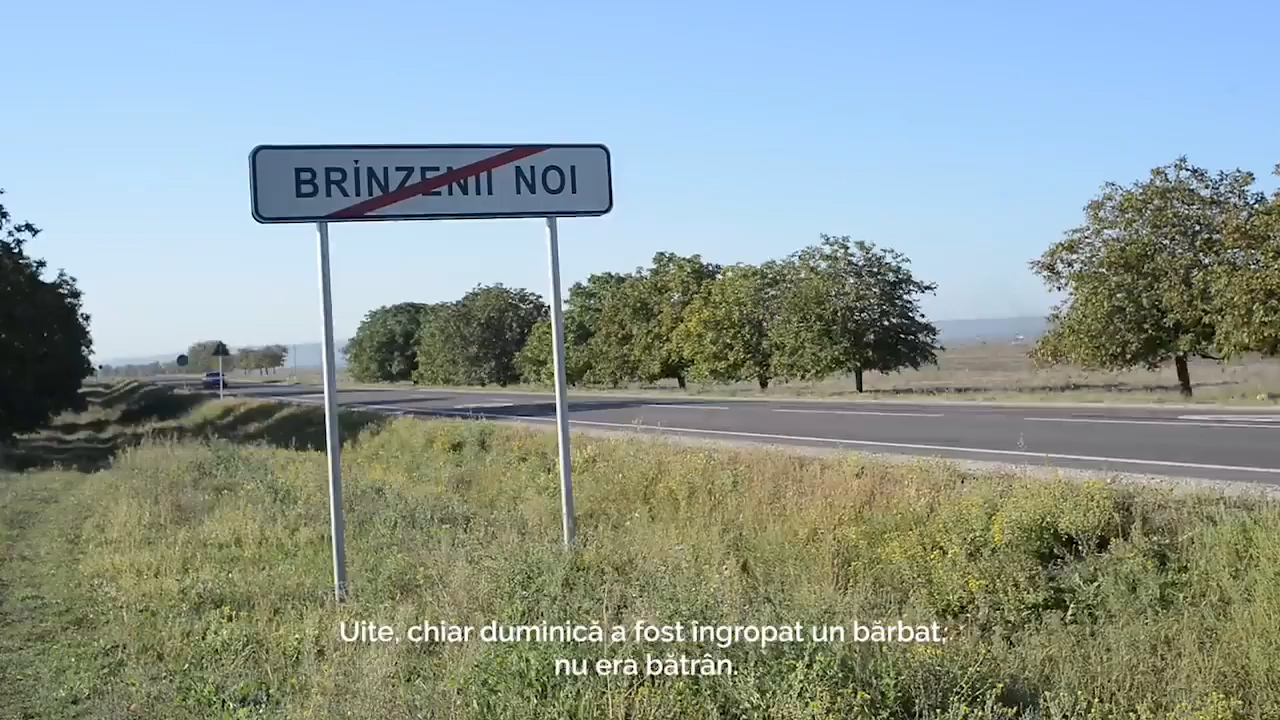 BRÎNZENII NOI
Uite, chiar duminică a fost îngropat un bărbat,
nu era bătrân.